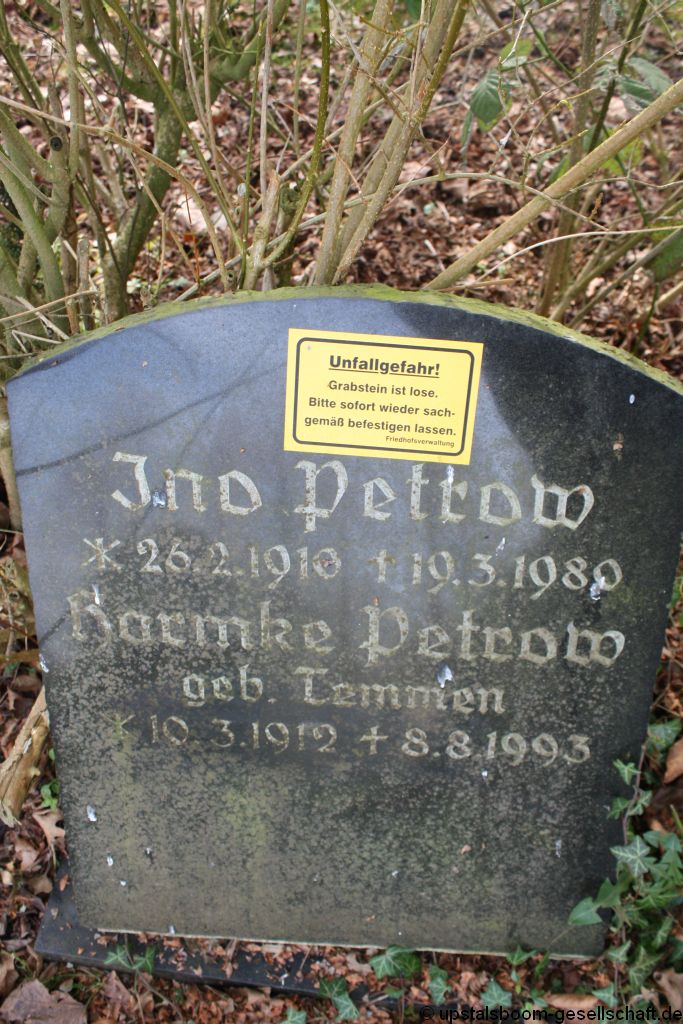 Unfallgefahr!
Grabstein ist lose.
Bitte sofort wieder sach-
gemäß befestigen lassen.
Friedhofsverwaltung
Ino Petrow
* 26.2.1910 † 19.3.1980
Harmke Petrow
geb. Temmen
* 10.3.1912 † 8.8.1993
© upstalsboom-gesellschaft.de